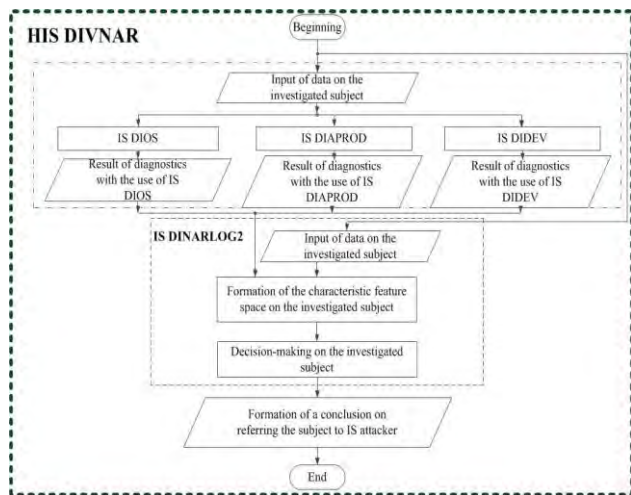 HIS DIVNAR
Beginning
Input of data on the
investigated subject
IS DIOS
IS DIAPROD
IS DIDEV
Result of diagnostics
with the use of IS
DIOS
Result of diagnostics
with the use of IS
DIAPROD
Result of diagnostics
with the use of IS
DIDEV
IS DINARLOG2
Input of data on the
investigated subject
Formation of the characteristic feature
space on the investigated subject
Decision-making on the investigated
subject
Formation of a conclusion on
referring the subject to IS attacker
End